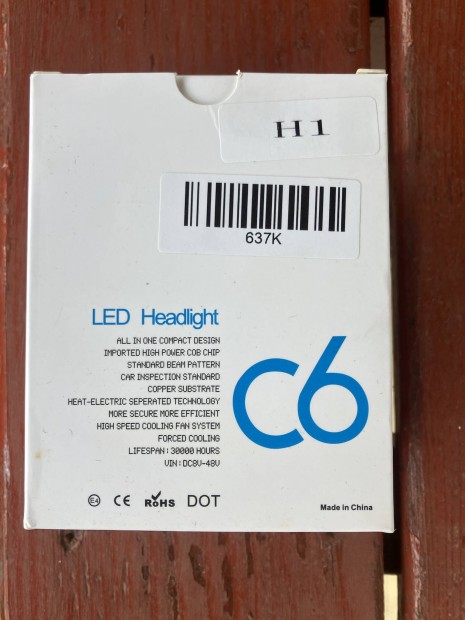 H1
637K
LED Headlight
ALL IN ONE COMPACT DESIGN
IMPORTED HIGH POWER COB CHIP
STANDARD BEAM PATTERN
CAR INSPECTION STANDARD
COPPER SUBSTRATE
HEAT-ELECTRIC SEPERATED TECHNOLOGY
MORE SECURE MORE EFFICIENT
HIGH SPEED COOLING FAN SYSTEM
FORCED COOLING
LIFESPAN:30000 HOURS
VIN:DC8V-48V
C6
E4 CE RoHS DOT
Made in China